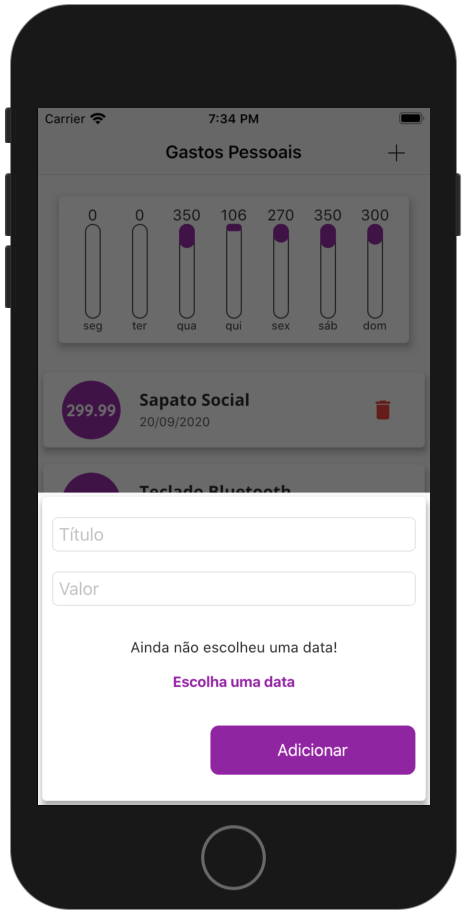 Carrier 7:34 PM
Gastos Pessoais
0 0 350 106 270 350 300
seg ter qua qui sex sáb dom
299.99 Sapato Social
20/09/2020
Teclado Bluetooth
Título
Valor
Ainda não escolheu uma data!
Escolha uma data
Adicionar